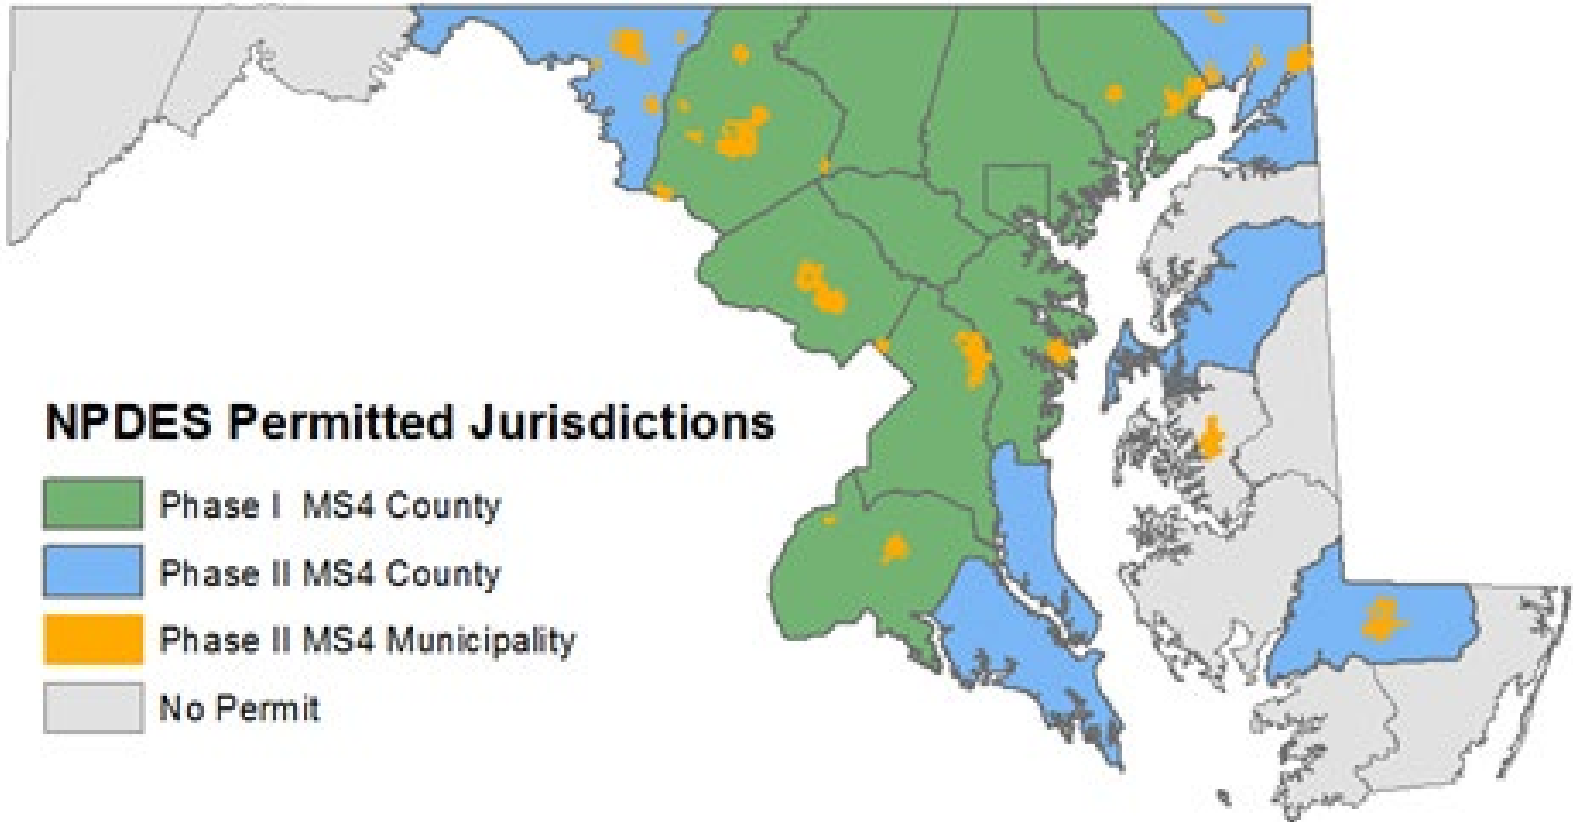 NPDES Permitted Jurisdictions
Phase I MS4 County
Phase II MS4 County
Phase II MS4 Municipality
No Permit